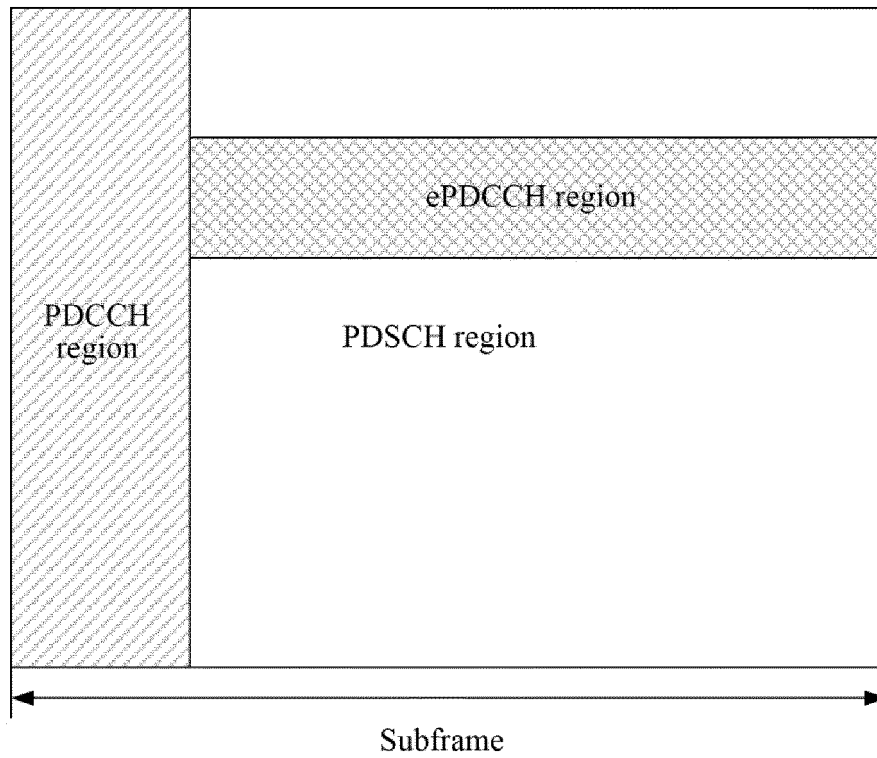 ePDCCH region
PDCCH
region
PDSCH region
Subframe